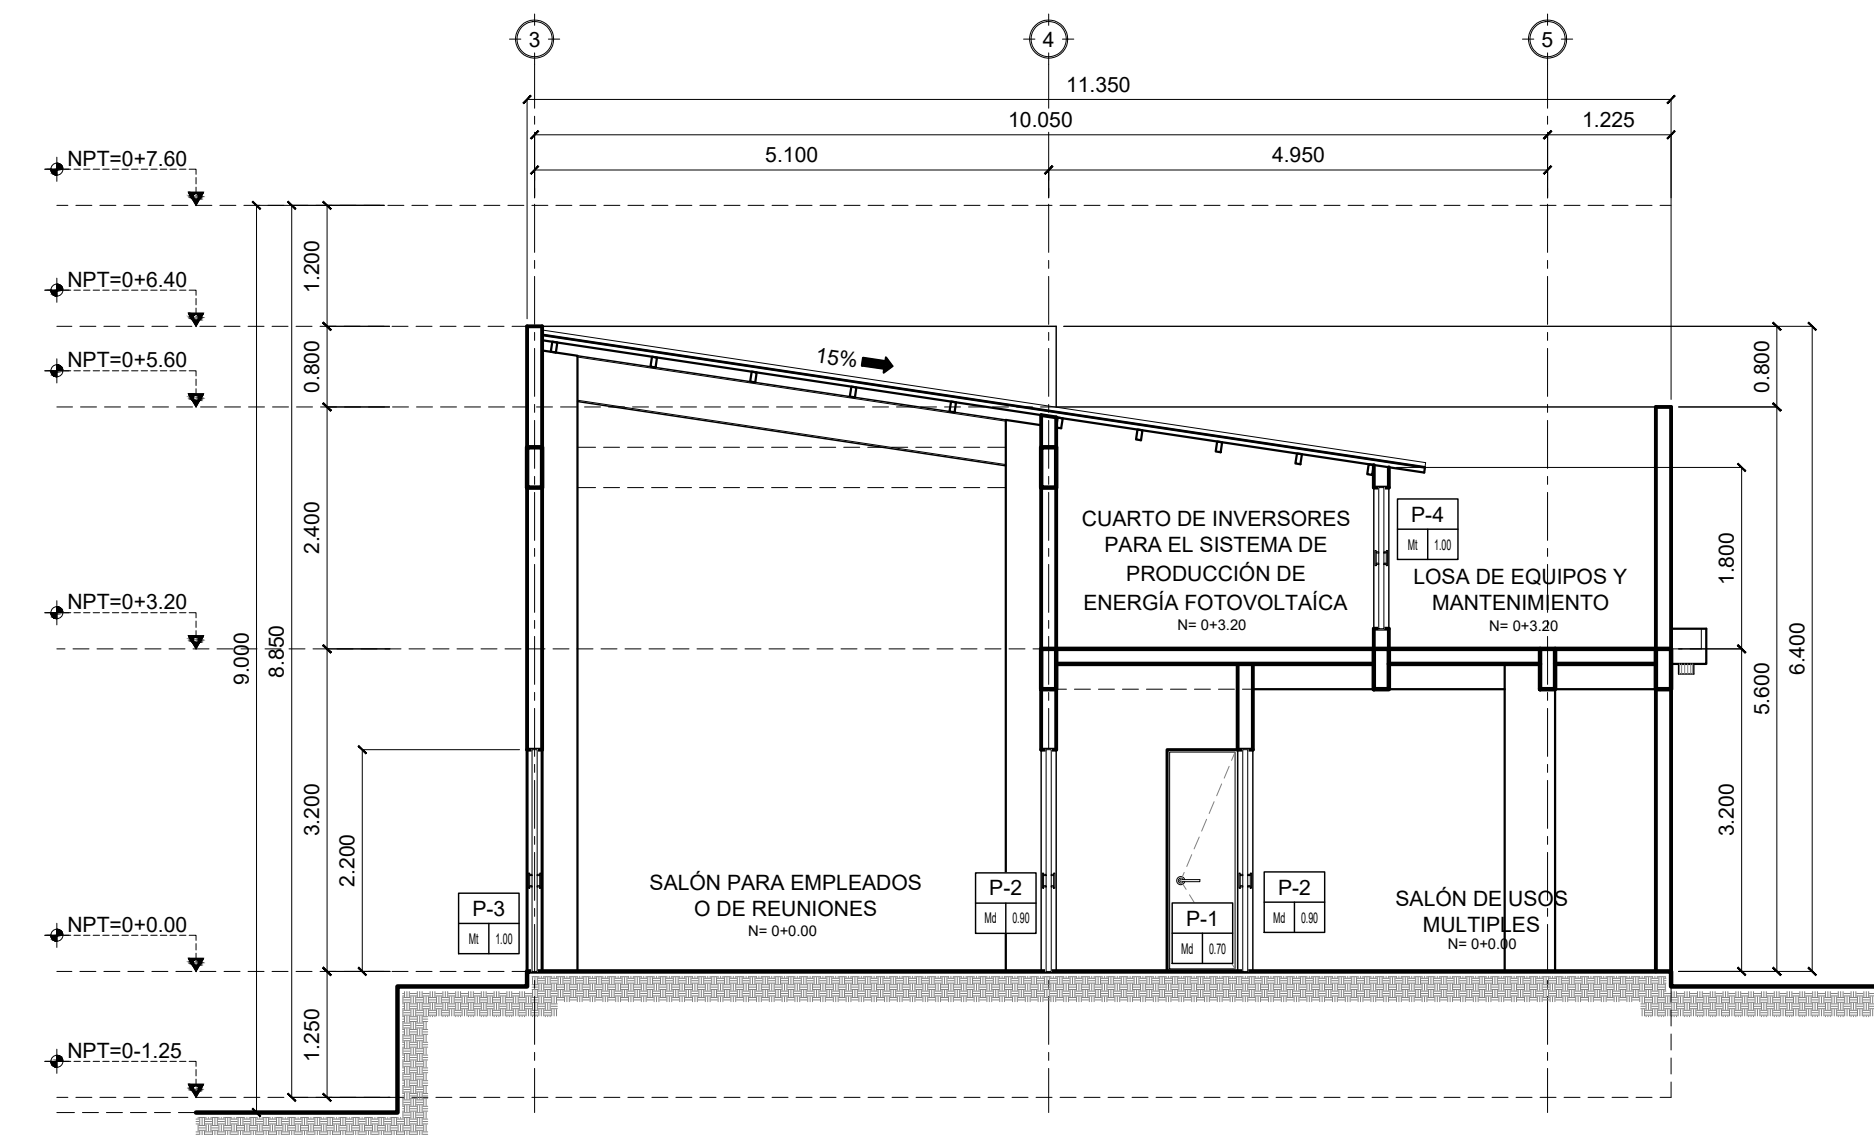 3
4
5
11.350
10.050
1.225
5.100
4.950
NPT=0+7.60
NPT=0+6.40
NPT=0+5.60
NPT=0+3.20
NPT=0+0.00
NPT=0-1.25
9.000
8.850
1.200
0.800
2.400
3.200
1.250
2.200
15%
CUARTO DE INVERSORES
PARA EL SISTEMA DE
PRODUCCIÓN DE
ENERGÍA FOTOVOLTAÍCA
N= 0+3.20
P-4
Mt 1.00
LOSA DE EQUIPOS Y
MANTENIMIENTO
N= 0+3.20
0.800
1.800
6.400
5.600
3.200
P-3
Mt 1.00
SALÓN PARA EMPLEADOS
O DE REUNIONES
N= 0+0.00
P-2
Md 0.90
P-1
Md 0.70
P-2
Md 0.90
SALÓN DE USOS
MULTIPLES
N= 0+0.00